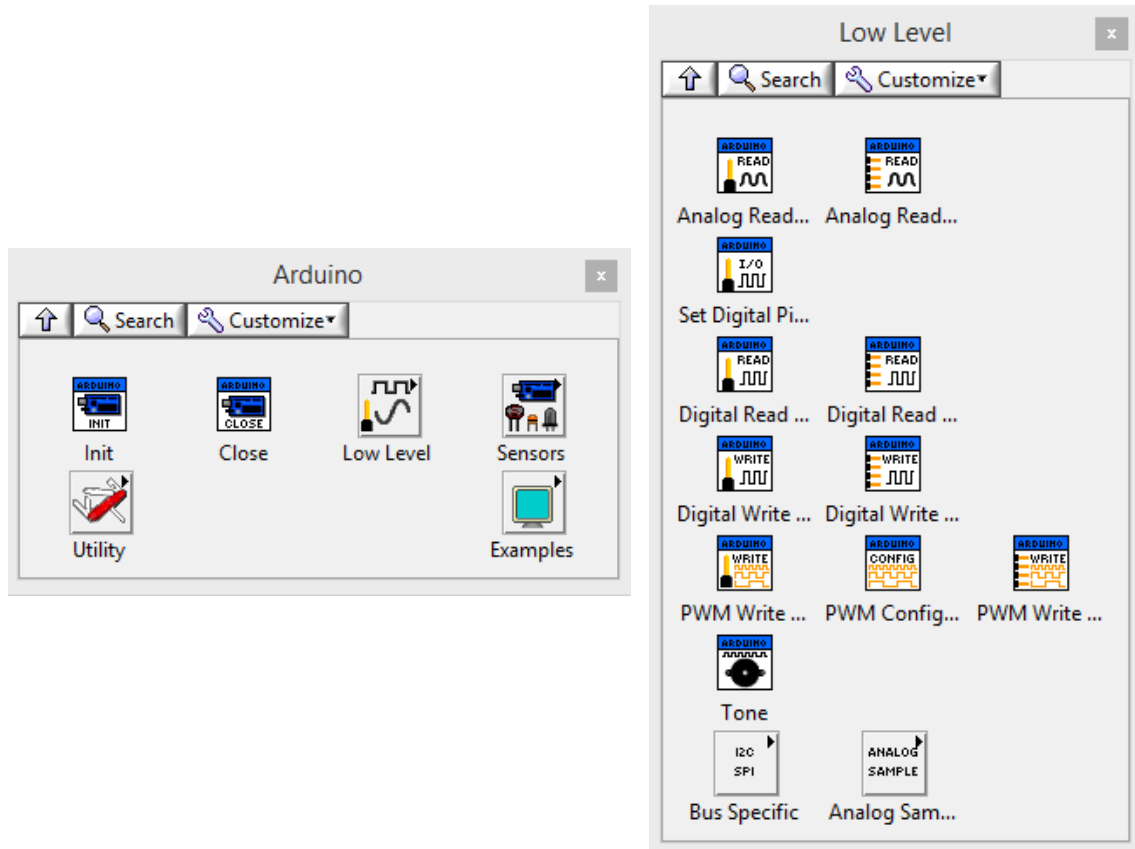 Arduino
x
Search Customize
ARDUINO ARDUINO
INIT CLOSE
Init Close Low Level Sensors
Utility Examples
Low Level
x
Search Customize
ARDUINO ARDUINO
READ READ
Analog Read... Analog Read...
ARDUINO
I/O
Set Digital Pi...
ARDUINO ARDUINO
READ READ
Digital Read ... Digital Read ...
ARDUINO ARDUINO
WRITE WRITE
Digital Write ... Digital Write ...
ARDUINO ARDUINO ARDUINO
WRITE CONFIG WRITE
PWM Write ... PWM Config... PWM Write ...
ARDUINO
Tone
I2C ANALOG
SPI SAMPLE
Bus Specific Analog Sam...